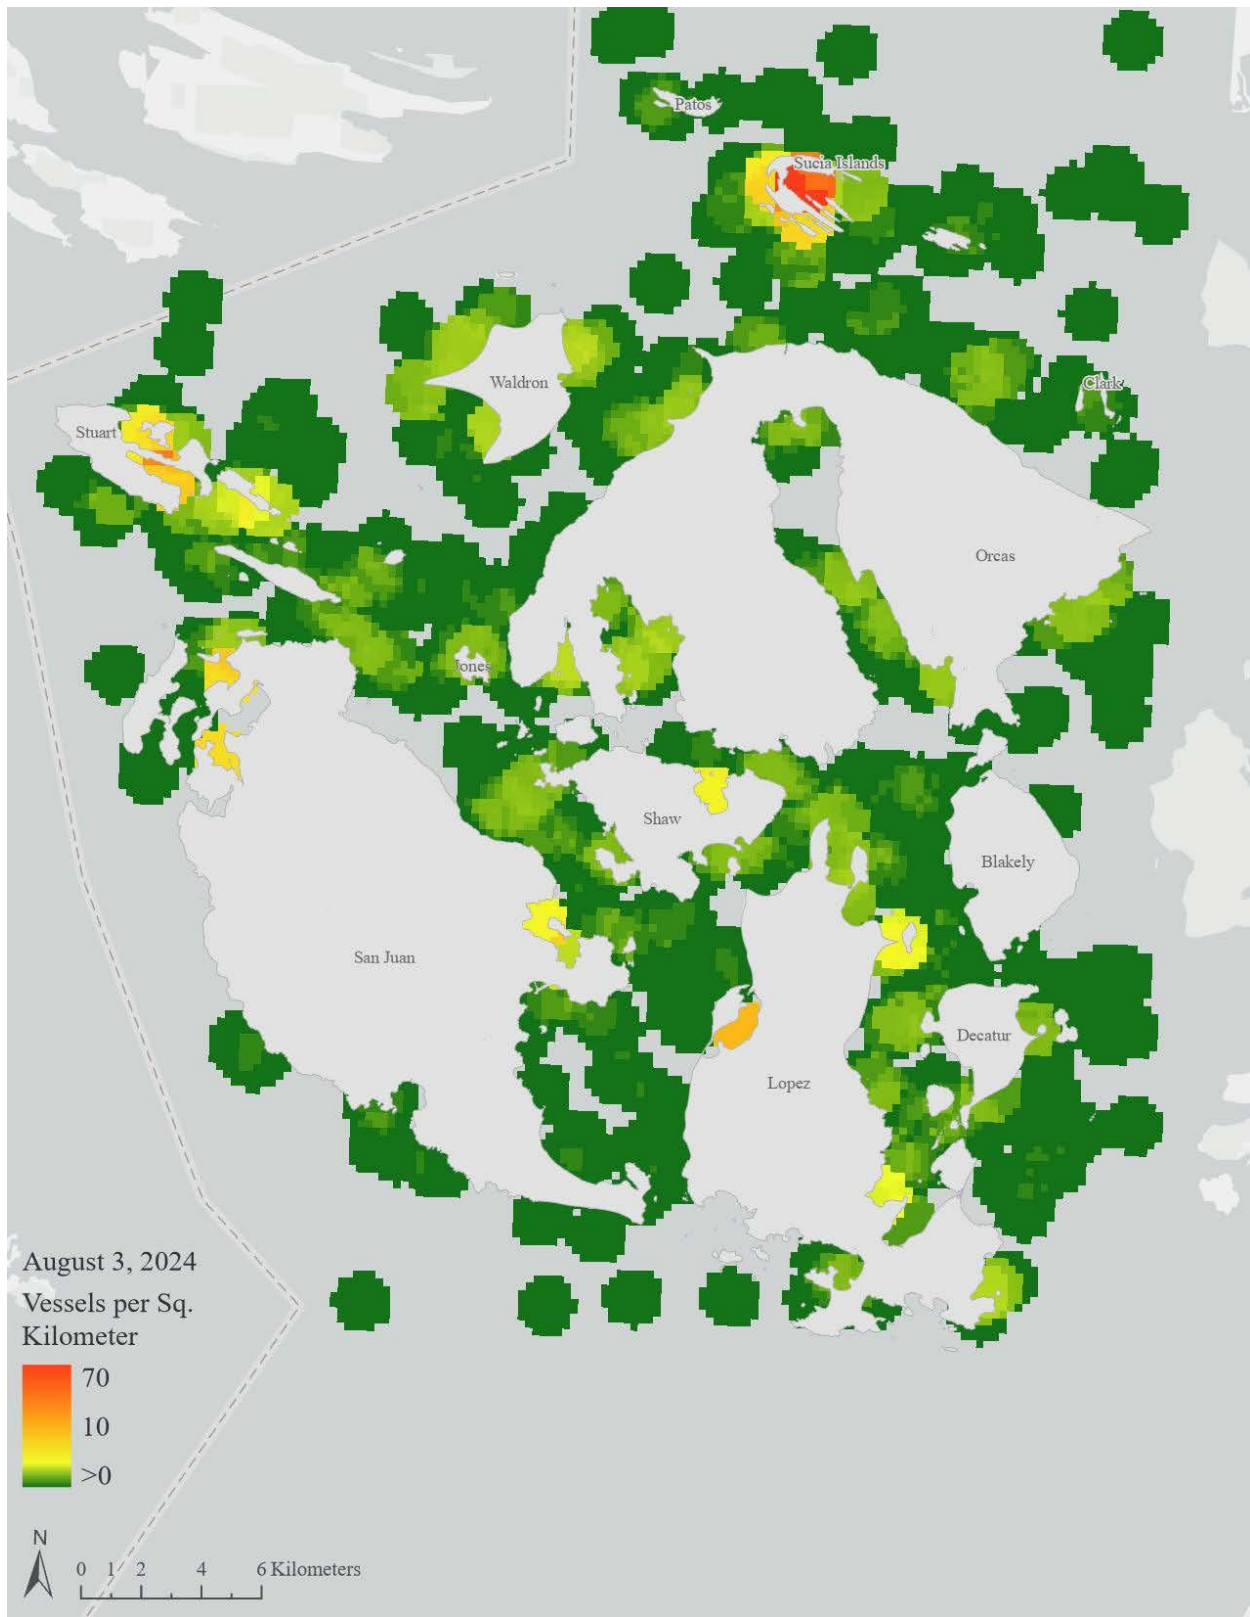 Patos
Sucia Islands
Waldron
Clark
Stuart
Orcas
Jones
Shaw
Blakely
San Juan
Decatur
Lopez
August 3, 2024
Vessels per Sq.
Kilometer
70
10
>0
N
0 1 2 4 6 Kilometers